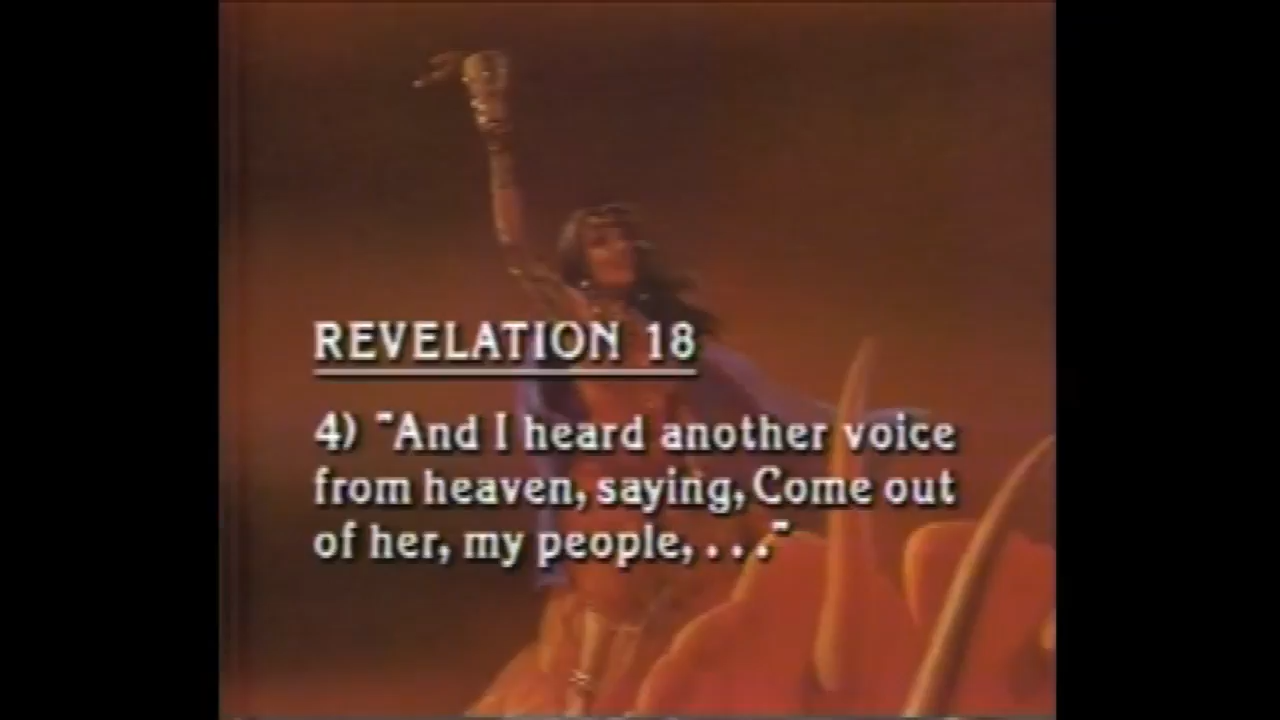 REVELATION 18
4) "And I heard another voice
from heaven, saying, Come out
of her, my people, . . ."